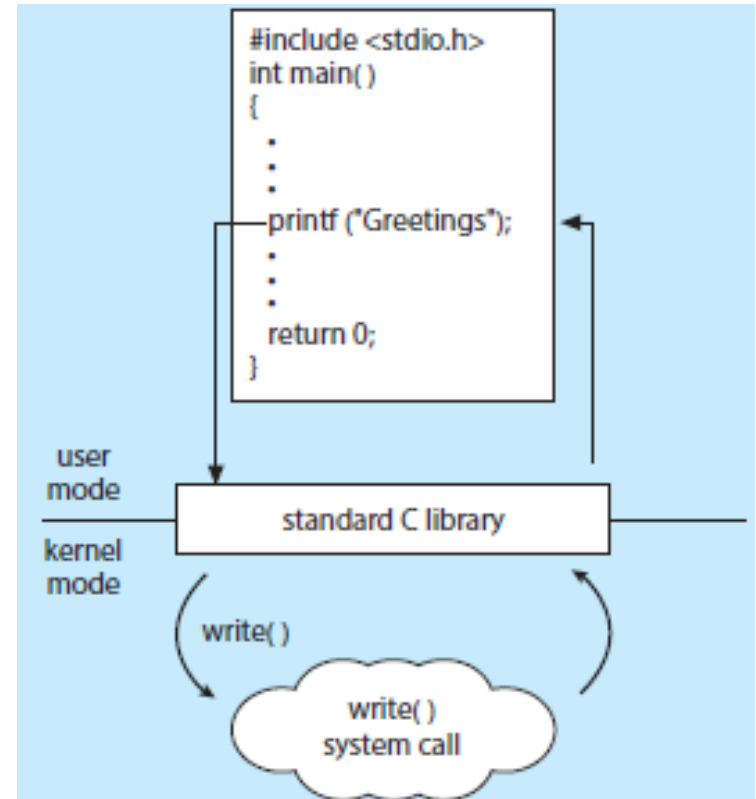 #include <stdio.h>
int main( )
{
•
•
•
printf ("Greetings");
•
•
•
return 0;
}
user
mode
standard C library
kernel
mode
write( )
write( )
system call